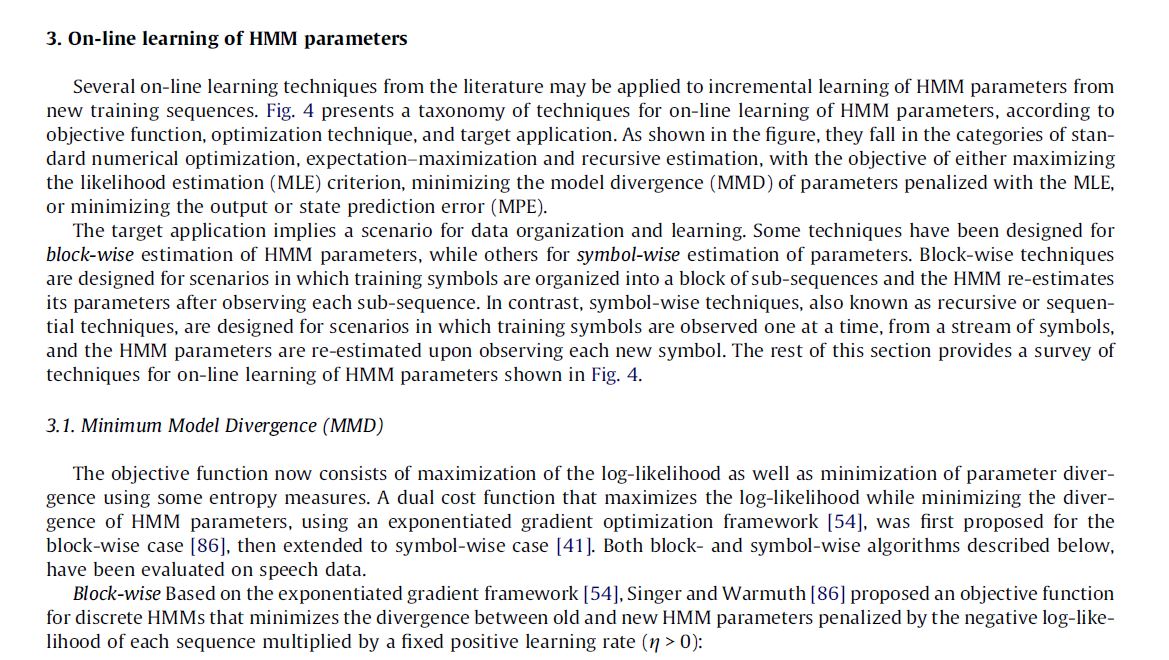 3. On-line learning of HMM parameters
Several on-line learning techniques from the literature may be applied to incremental learning of HMM parameters from
new training sequences. Fig. 4 presents a taxonomy of techniques for on-line learning of HMM parameters, according to
objective function, optimization technique, and target application. As shown in the figure, they fall in the categories of stan-
dard numerical optimization, expectation–maximization and recursive estimation, with the objective of either maximizing
the likelihood estimation (MLE) criterion, minimizing the model divergence (MMD) of parameters penalized with the MLE,
or minimizing the output or state prediction error (MPE).
The target application implies a scenario for data organization and learning. Some techniques have been designed for
block-wise estimation of HMM parameters, while others for symbol-wise estimation of parameters. Block-wise techniques
are designed for scenarios in which training symbols are organized into a block of sub-sequences and the HMM re-estimates
its parameters after observing each sub-sequence. In contrast, symbol-wise techniques, also known as recursive or sequen-
tial techniques, are designed for scenarios in which training symbols are observed one at a time, from a stream of symbols,
and the HMM parameters are re-estimated upon observing each new symbol. The rest of this section provides a survey of
techniques for on-line learning of HMM parameters shown in Fig. 4.
3.1. Minimum Model Divergence (MMD)
The objective function now consists of maximization of the log-likelihood as well as minimization of parameter diver-
gence using some entropy measures. A dual cost function that maximizes the log-likelihood while minimizing the diver-
gence of HMM parameters, using an exponentiated gradient optimization framework [54], was first proposed for the
block-wise case [86], then extended to symbol-wise case [41]. Both block- and symbol-wise algorithms described below,
have been evaluated on speech data.
Block-wise Based on the exponentiated gradient framework [54], Singer and Warmuth [86] proposed an objective function
for discrete HMMs that minimizes the divergence between old and new HMM parameters penalized by the negative log-like-
lihood of each sequence multiplied by a fixed positive learning rate (η > 0):